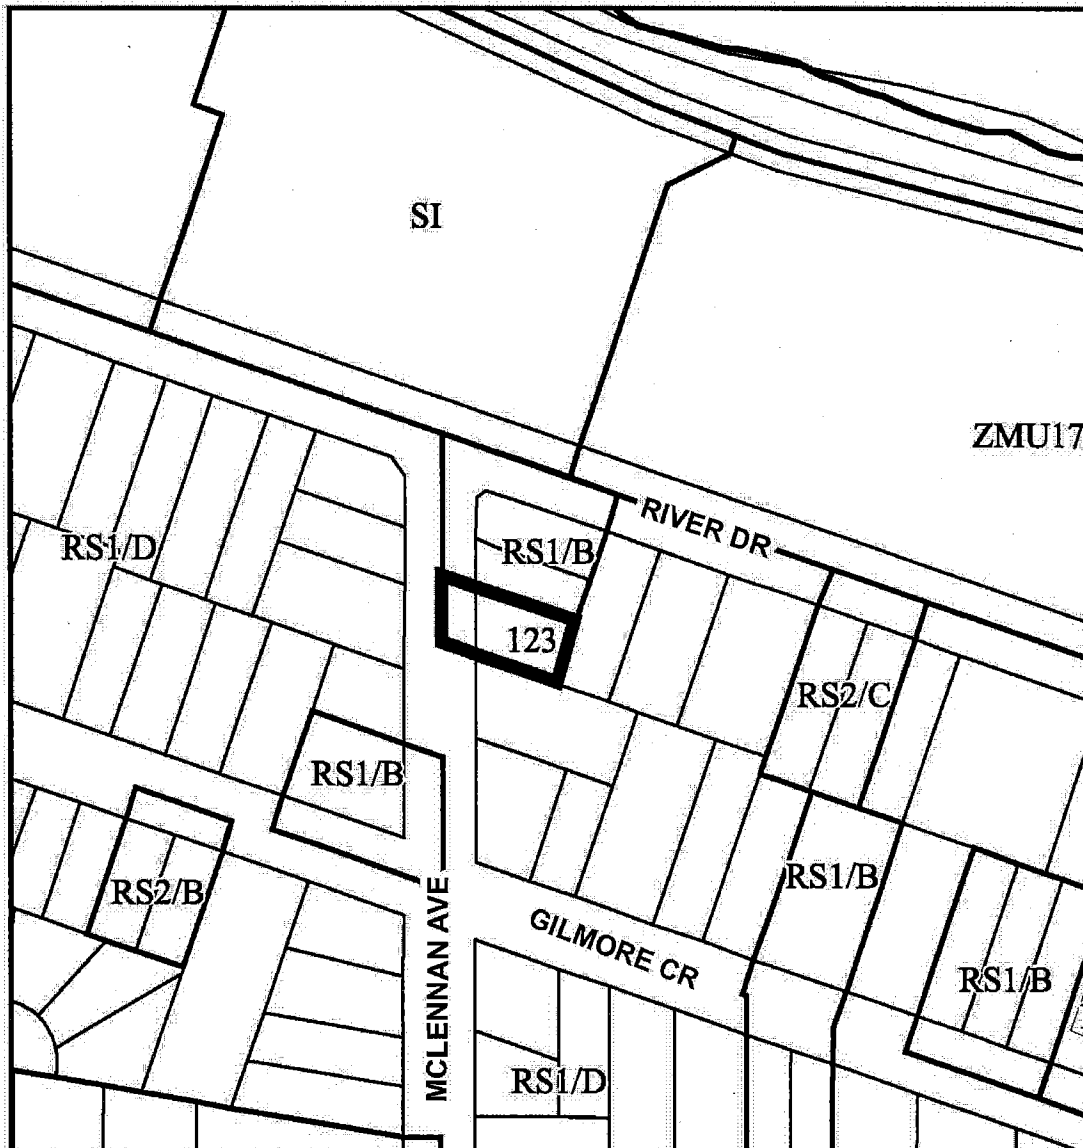 SI
ZMU17
RIVER DR
RS1/D
RS1/B
123
RS2/C
RS1/B
RS1/B
RS2/B
MCLENNAN AVE
GILMORE CR
RS1/B
RS1/D